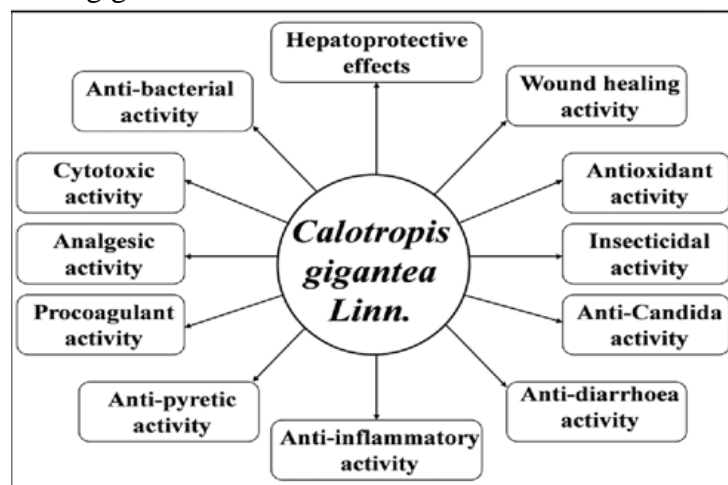 Hepatoprotective
effects
Anti-bacterial
activity
Wound healing
activity
Cytotoxic
activity
Antioxidant
activity
Analgesic
activity
Calotropis
gigantea
Linn.
Insecticidal
activity
Procoagulant
activity
Anti-Candida
activity
Anti-pyretic
activity
Anti-inflammatory
activity
Anti-diarrhoea
activity